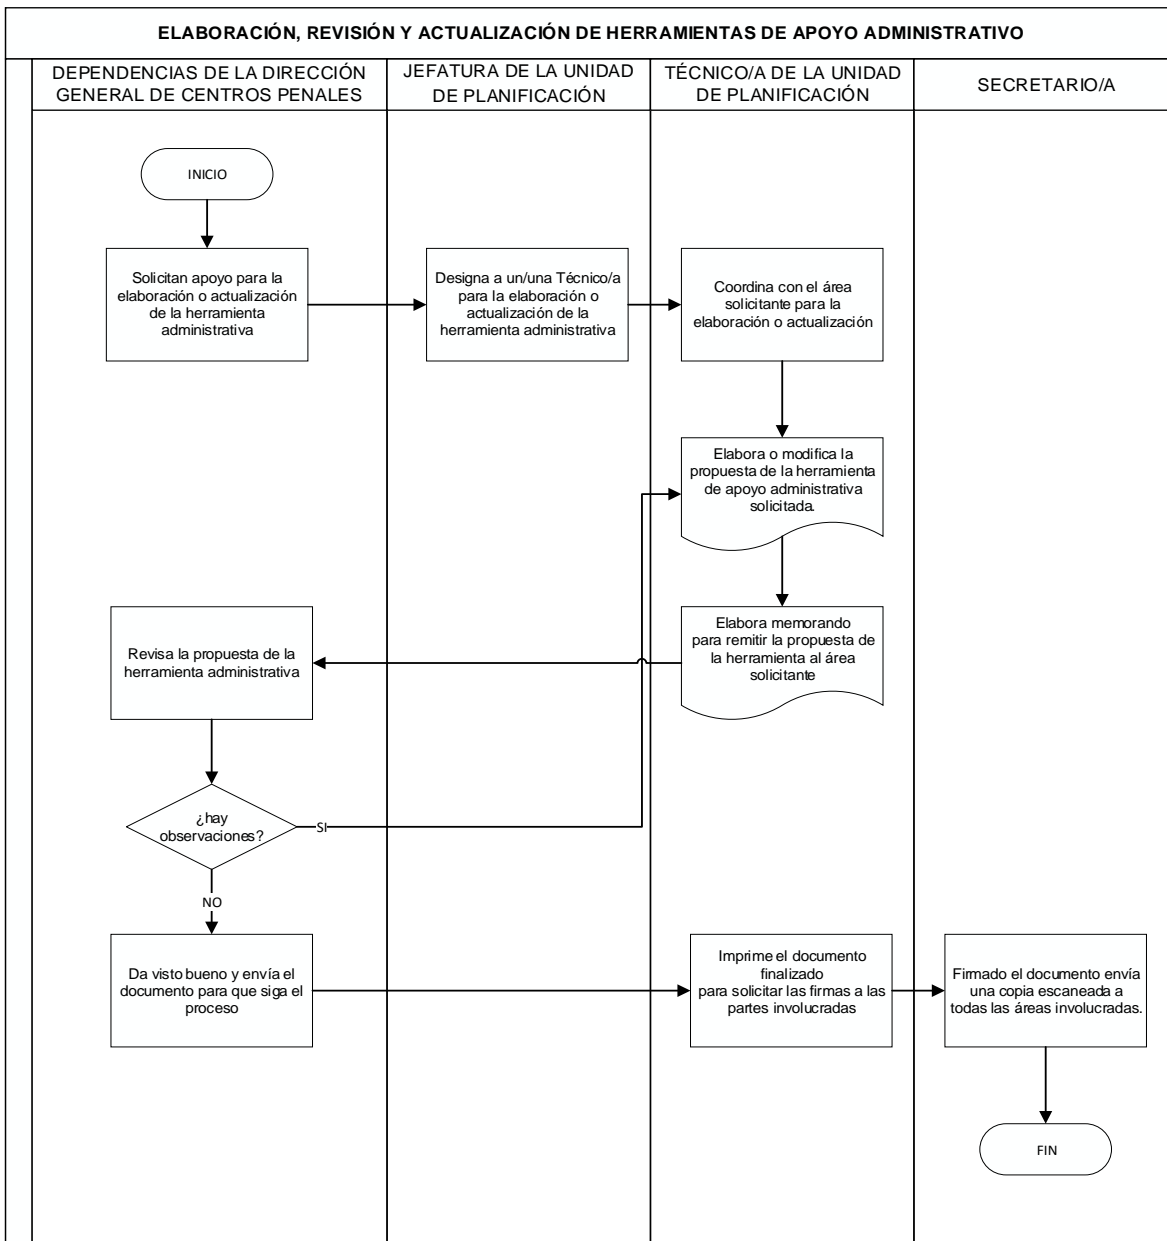 ELABORACIÓN, REVISIÓN Y ACTUALIZACIÓN DE HERRAMIENTAS DE APOYO ADMINISTRATIVO
DEPENDENCIAS DE LA DIRECCIÓN
GENERAL DE CENTROS PENALES
JEFATURA DE LA UNIDAD
DE PLANIFICACIÓN
TÉCNICO/A DE LA UNIDAD
DE PLANIFICACIÓN
SECRETARIO/A
INICIO
Solicitan apoyo para la
elaboración o actualización
de la herramienta
administrativa
Designa a un/una Técnico/a
para la elaboración o
actualización de la
herramienta administrativa
Coordina con el área
solicitante para la
elaboración o actualización
Elabora o modifica la
propuesta de la herramienta
de apoyo administrativa
solicitada.
Elabora memorando
para remitir la propuesta de
la herramienta al área
solicitante
Revisa la propuesta de la
herramienta administrativa
¿hay
observaciones?
SI
NO
Da visto bueno y envía el
documento para que siga el
proceso
Imprime el documento
finalizado
para solicitar las firmas a las
partes involucradas
Firmado el documento envía
una copia escaneada a
todas las áreas involucradas.
FIN